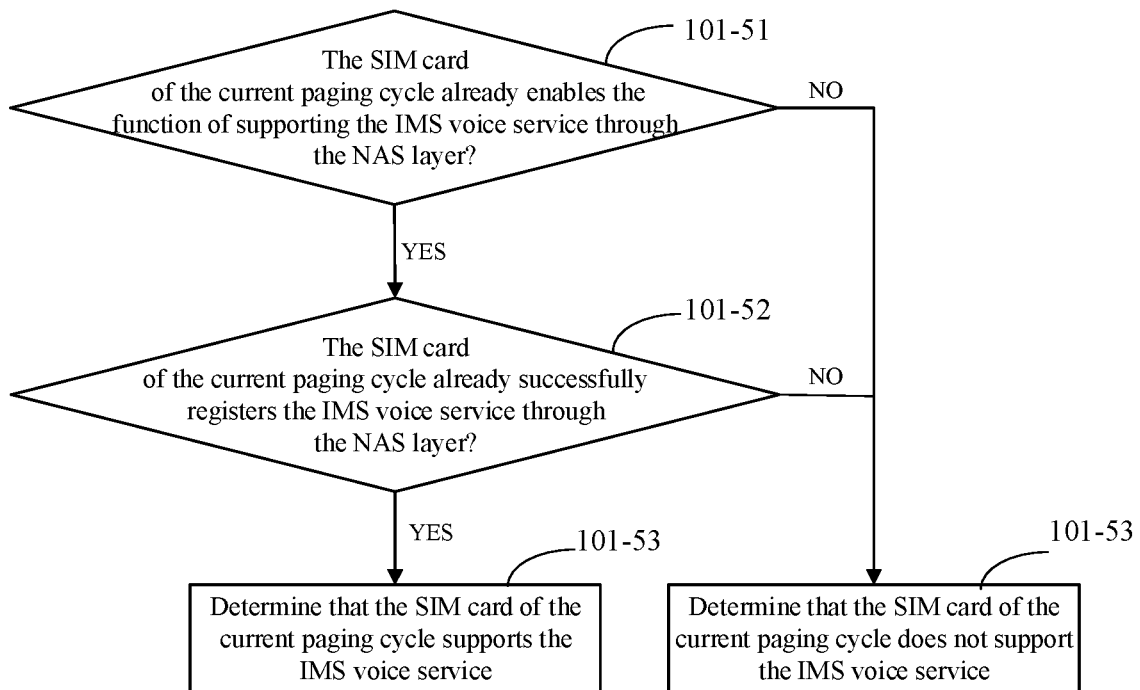 101-51
The SIM card
of the current paging cycle already enables the
function of supporting the IMS voice service through
the NAS layer?
NO
YES
101-52
The SIM card
of the current paging cycle already successfully
registers the IMS voice service through
the NAS layer?
NO
YES
101-53
Determine that the SIM card of the
current paging cycle supports the
IMS voice service
101-53
Determine that the SIM card of the
current paging cycle does not support
the IMS voice service